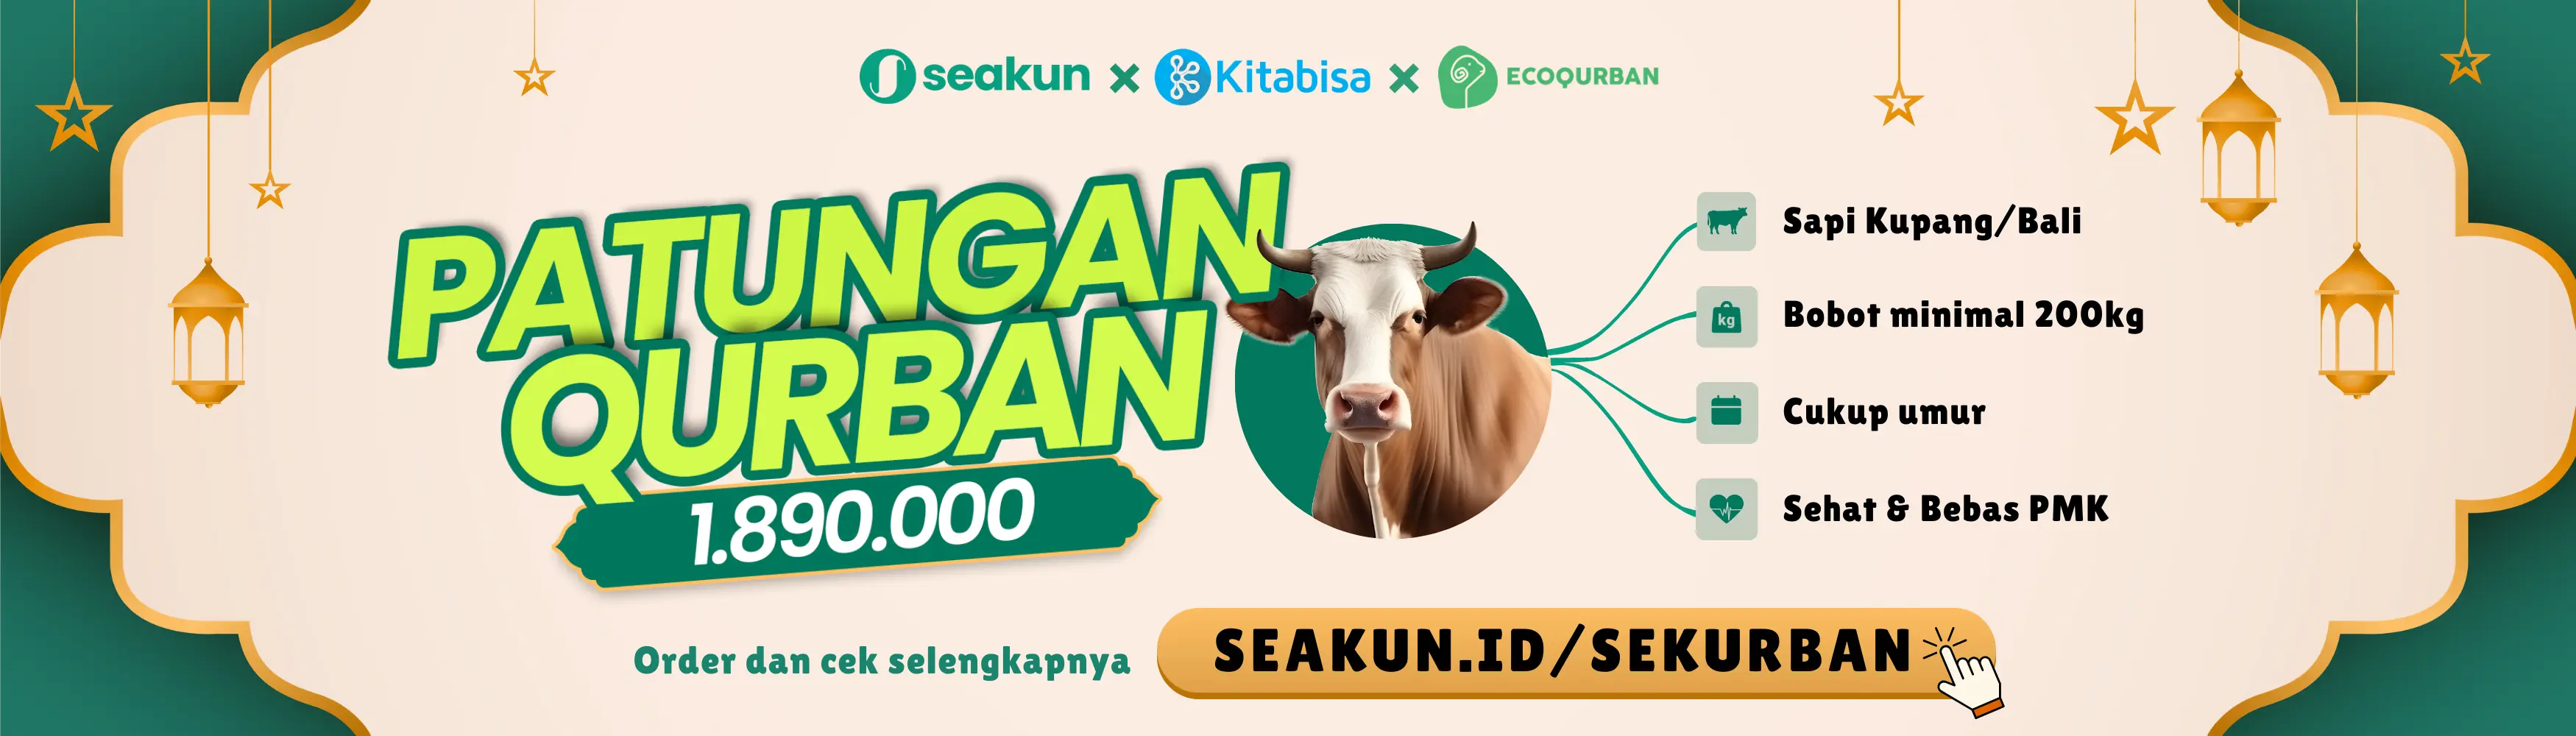 seakun x Kitabisa x ECOQURBAN
PATUNGAN
QURBAN
1.890.000
Sapi Kupang/Bali
kg
Bobot minimal 200kg
Cukup umur
Sehat & Bebas PMK
Order dan cek selengkapnya
SEAKUN.ID/SEKURBAN